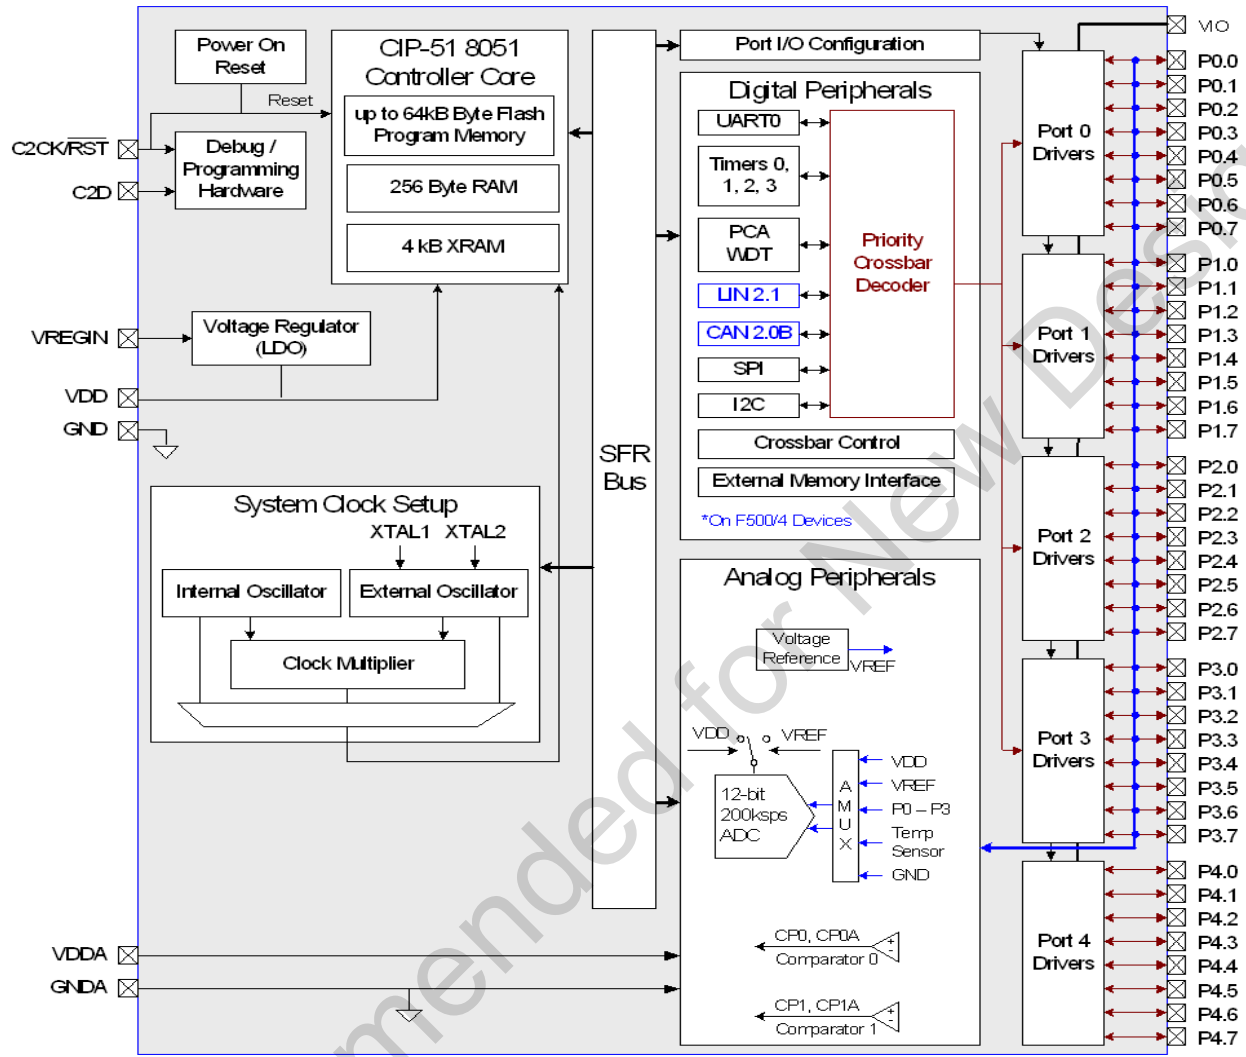 Power On
Reset
Reset
C2CK/RST
C2D
Debug /
Programming
Hardware
CIP-51 8051
Controller Core
up to 64kB Byte Flash
Program Memory
256 Byte RAM
4 kB XRAM
VREGIN
Voltage Regulator
(LDO)
VDD
GND
System Clock Setup
XTAL1 XTAL2
Internal Oscillator
External Oscillator
Clock Multiplier
VDDA
GNDA
SFR
Bus
Port I/O Configuration
Digital Peripherals
UART0
Timers 0,
1, 2, 3
PCA
WDT
LIN 2.1
CAN 2.0B
SPI
I2C
Priority
Crossbar
Decoder
Crossbar Control
External Memory Interface
*On F500/4 Devices
Analog Peripherals
Voltage
Reference
VREF
VDD
VREF
12-bit
200ksps
ADC
A
M
U
X
VDD
VREF
P0 – P3
Temp
Sensor
GND
CP0, CP0A
Comparator 0
CP1, CP1A
Comparator 1
Port 0
Drivers
Port 1
Drivers
Port 2
Drivers
Port 3
Drivers
Port 4
Drivers
VIO
P0.0
P0.1
P0.2
P0.3
P0.4
P0.5
P0.6
P0.7
P1.0
P1.1
P1.2
P1.3
P1.4
P1.5
P1.6
P1.7
P2.0
P2.1
P2.2
P2.3
P2.4
P2.5
P2.6
P2.7
P3.0
P3.1
P3.2
P3.3
P3.4
P3.5
P3.6
P3.7
P4.0
P4.1
P4.2
P4.3
P4.4
P4.5
P4.6
P4.7
mended for New Desig